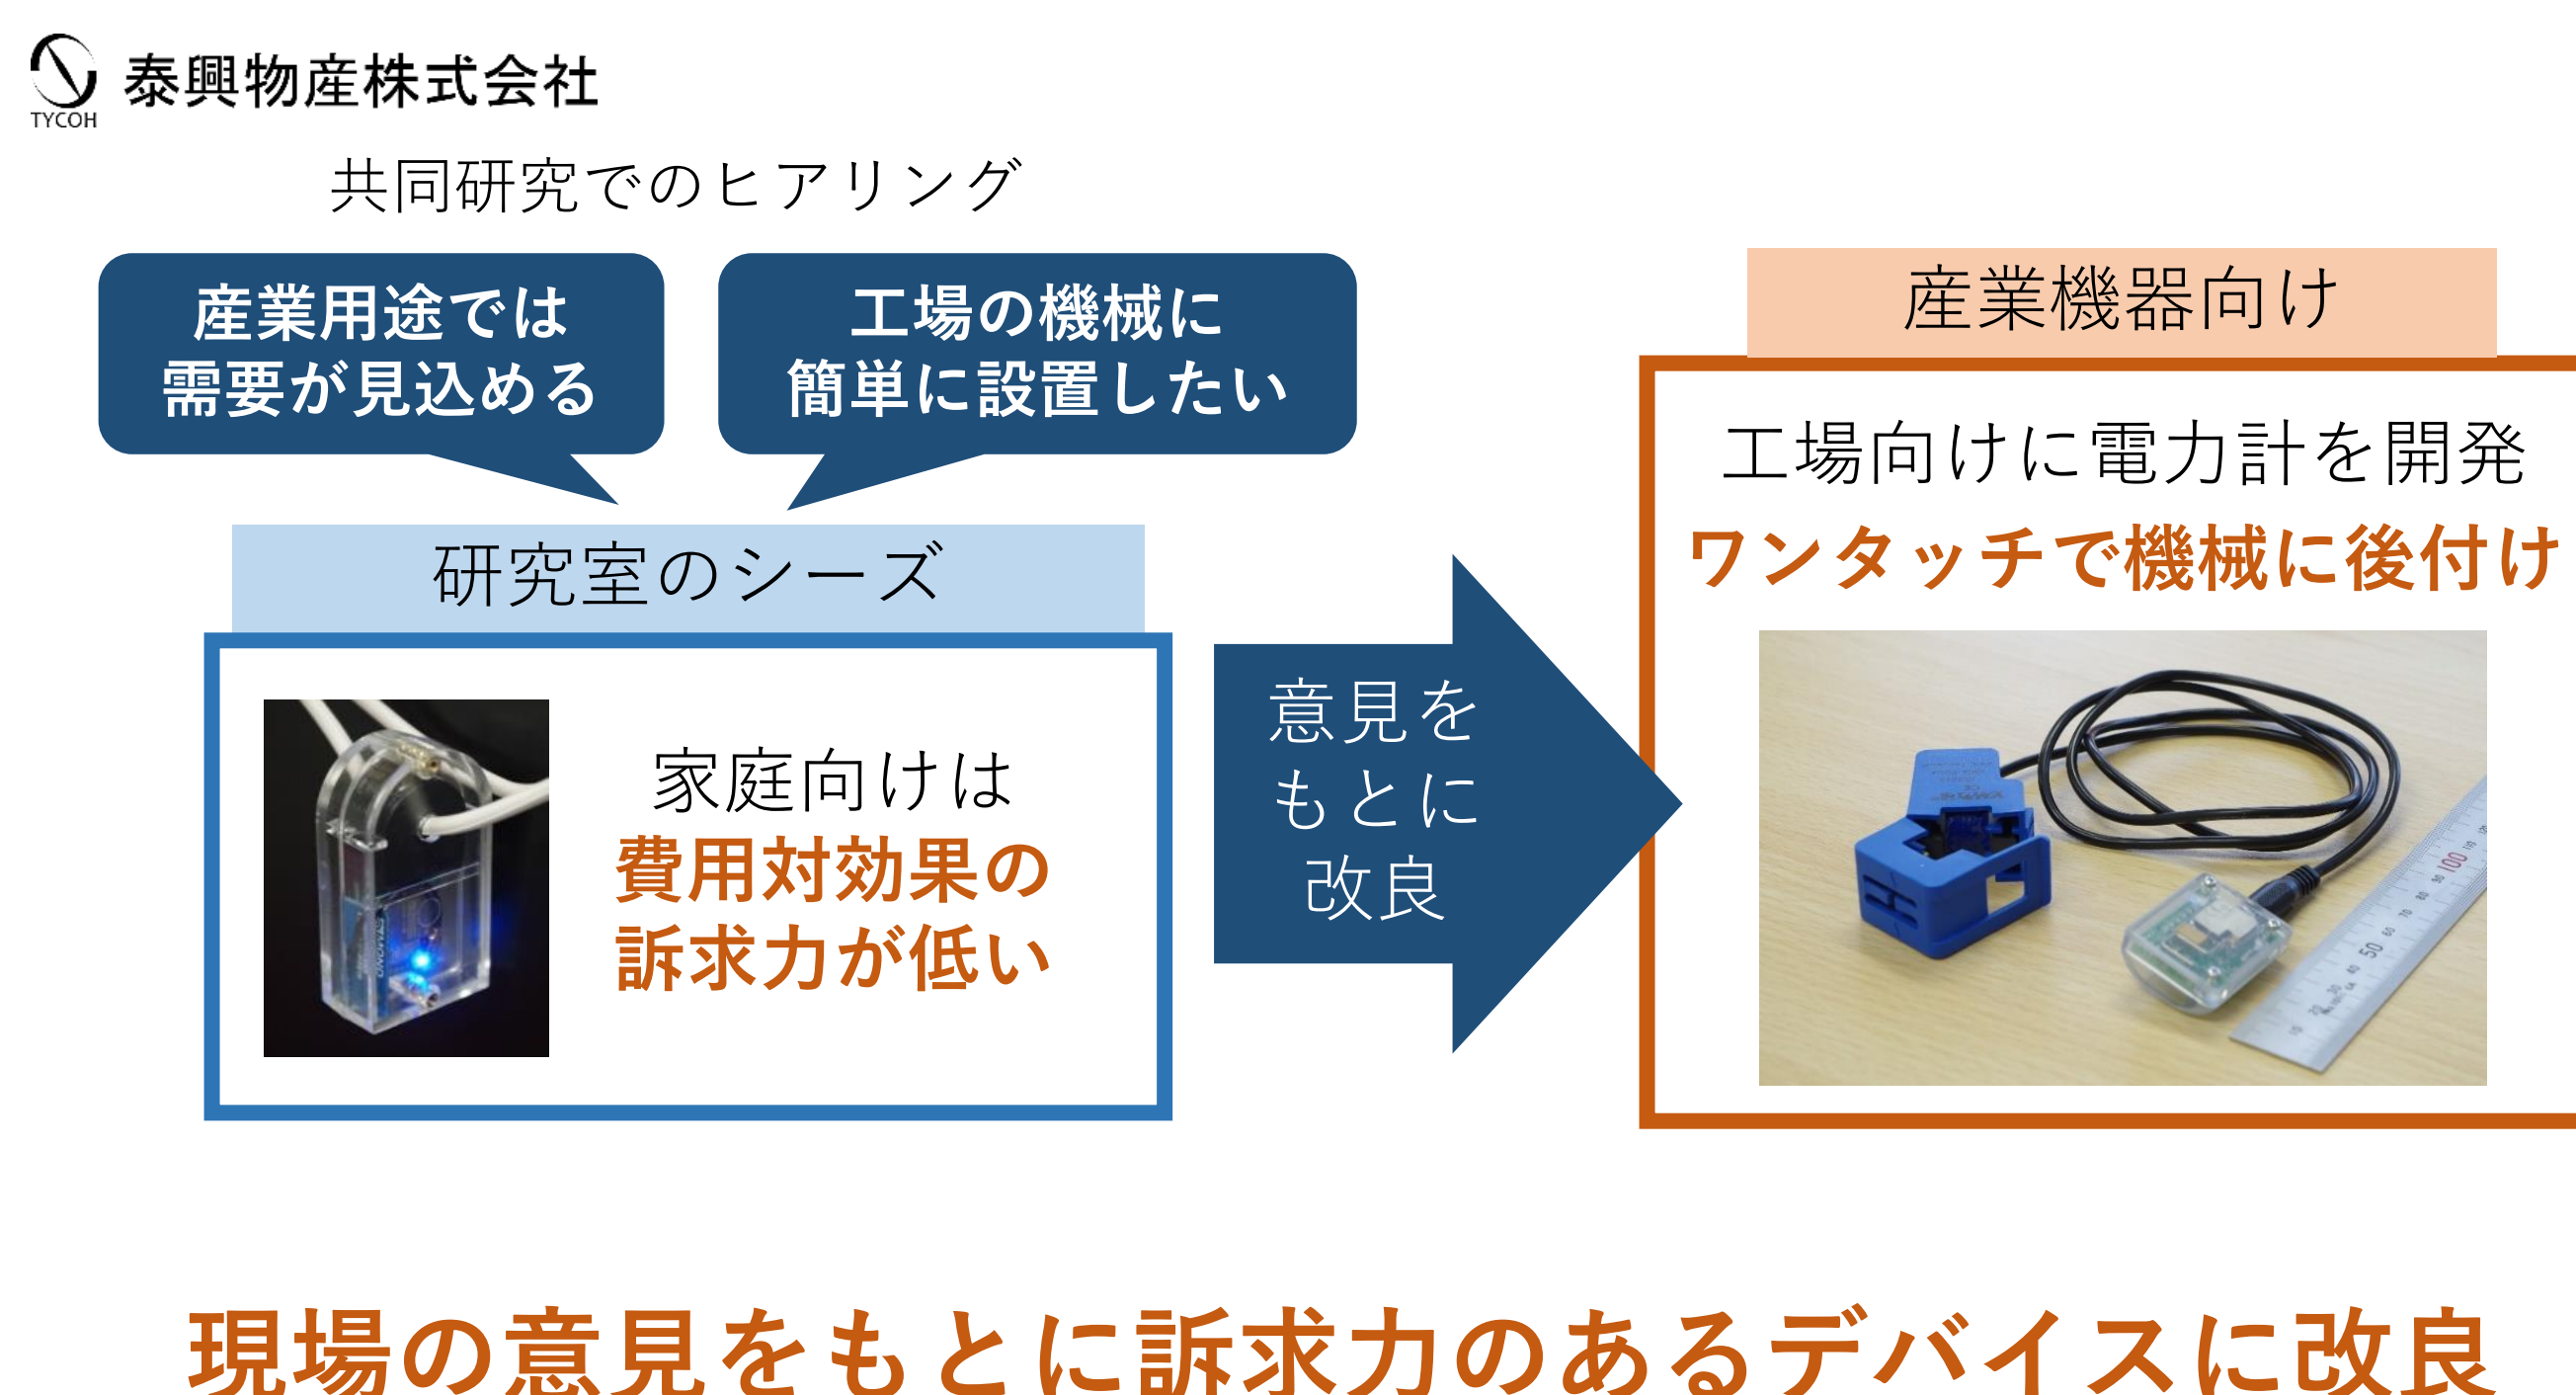 泰興物産株式会社
TYCOH
共同研究でのヒアリング
産業用途では
需要が見込める
工場の機械に
簡単に設置したい
研究室のシーズ
家庭向けは
費用対効果の
訴求力が低い
意見を
もとに
改良
産業機器向け
工場向けに電力計を開発
ワンタッチで機械に後付け
100
50
現場の意見をもとに訴求力のあるデバイスに改良